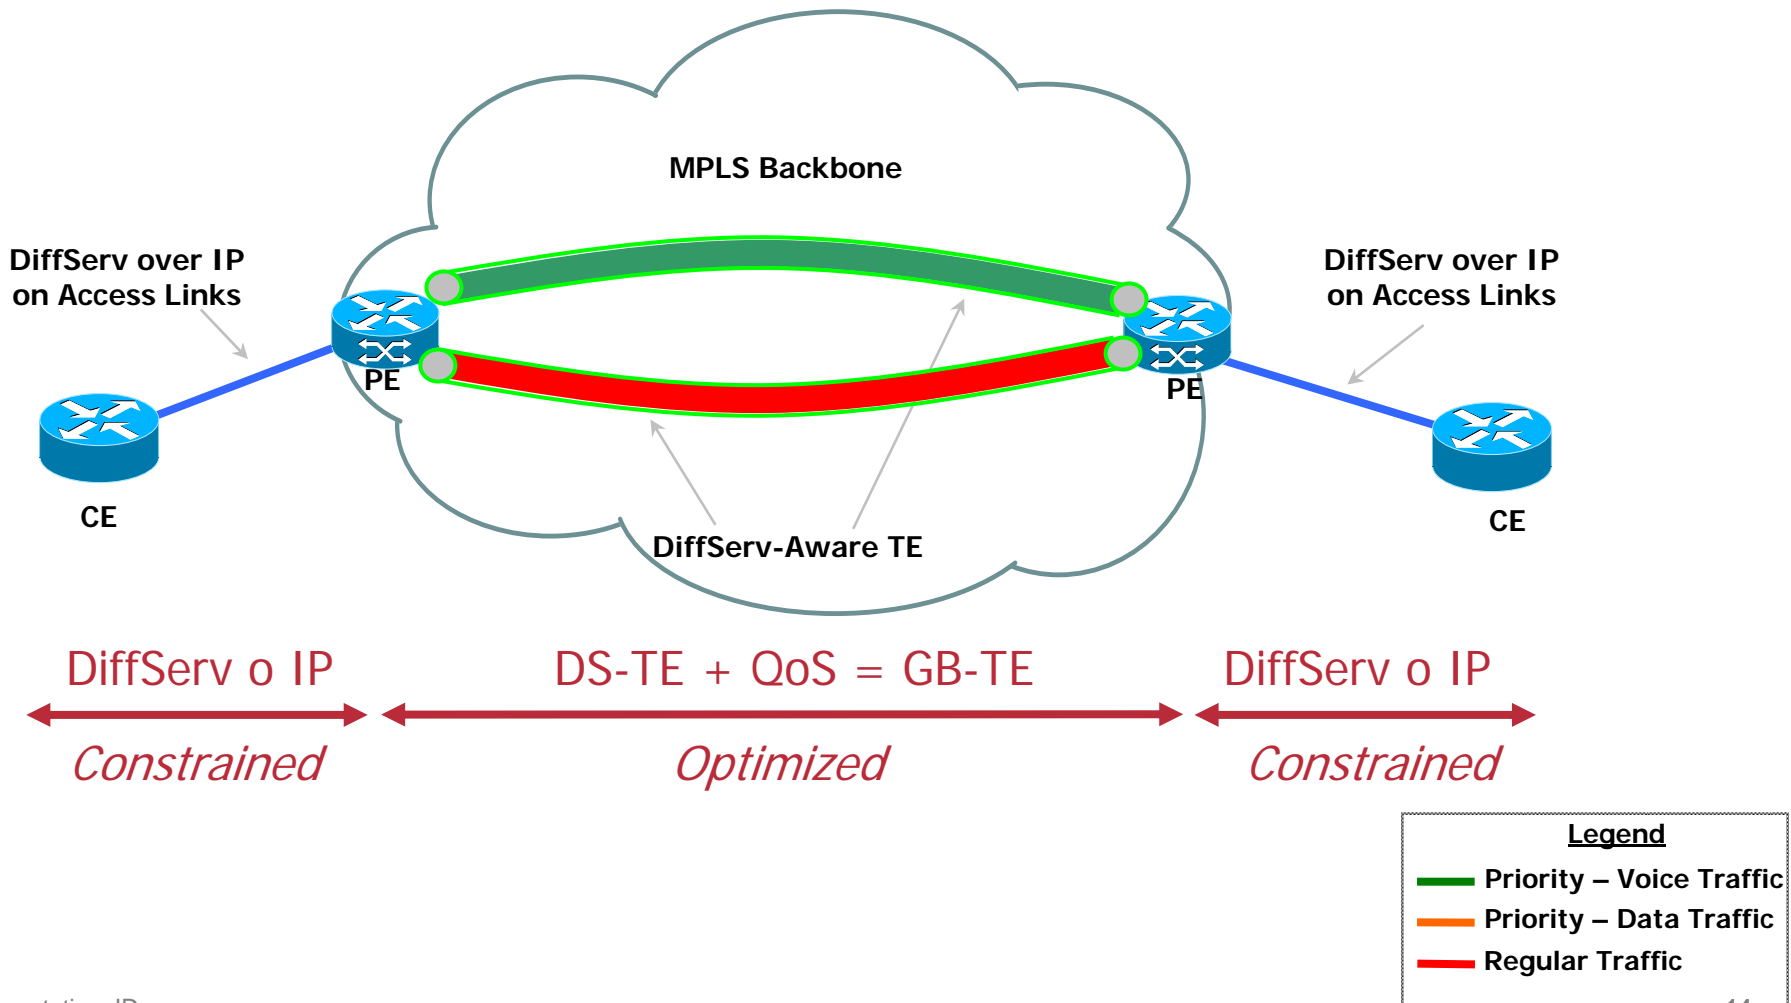 MPLS Backbone
DiffServ over IP
on Access Links
DiffServ over IP
on Access Links
PE
PE
CE
CE
DiffServ-Aware TE
DiffServ o IP
DS-TE + QoS = GB-TE
DiffServ o IP
Constrained
Optimized
Constrained
Legend
Priority – Voice Traffic
Priority – Data Traffic
Regular Traffic